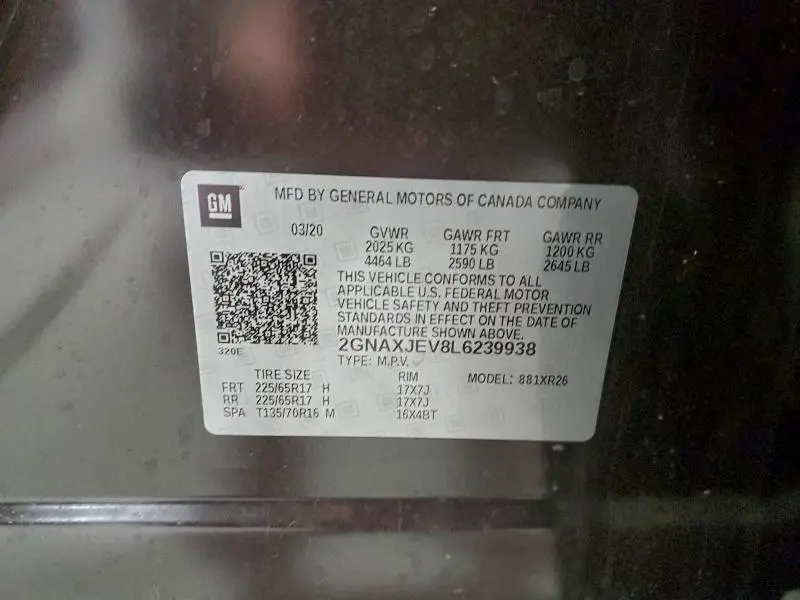 GM
MFD BY GENERAL MOTORS OF CANADA COMPANY
03/20 GVWR GAWR FRT GAWR RR
2025 KG 1175 KG 1200 KG
4464 LB 2590 LB 2645 LB
THIS VEHICLE CONFORMS TO ALL
APPLICABLE U.S. FEDERAL MOTOR
VEHICLE SAFETY AND THEFT PREVENTION
STANDARDS IN EFFECT ON THE DATE OF
MANUFACTURE SHOWN ABOVE.
320E
2GNAXJEV8L6239938
TYPE: M.P.V.
TIRE SIZE RIM MODEL: 881XR26
FRT 225/65R17 H 17X7J
RR 225/65R17 H 17X7J
SPA T135/70R16 M 16X4BT